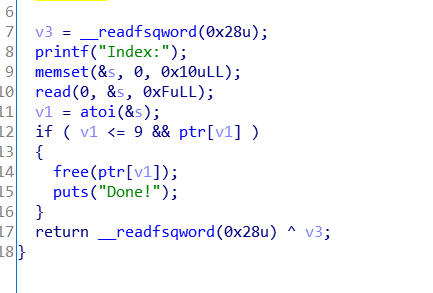 6
7 v3 = __readfsqword(0x28u);
8 printf("Index:");
9 memset(&s, 0, 0x10uLL);
10 read(0, &s, 0xFuLL);
11 v1 = atoi(&s);
12 if ( v1 <= 9 && ptr[v1] )
13 {
14 free(ptr[v1]);
15 puts("Done!");
16 }
17 return __readfsqword(0x28u) ^ v3;
18 }